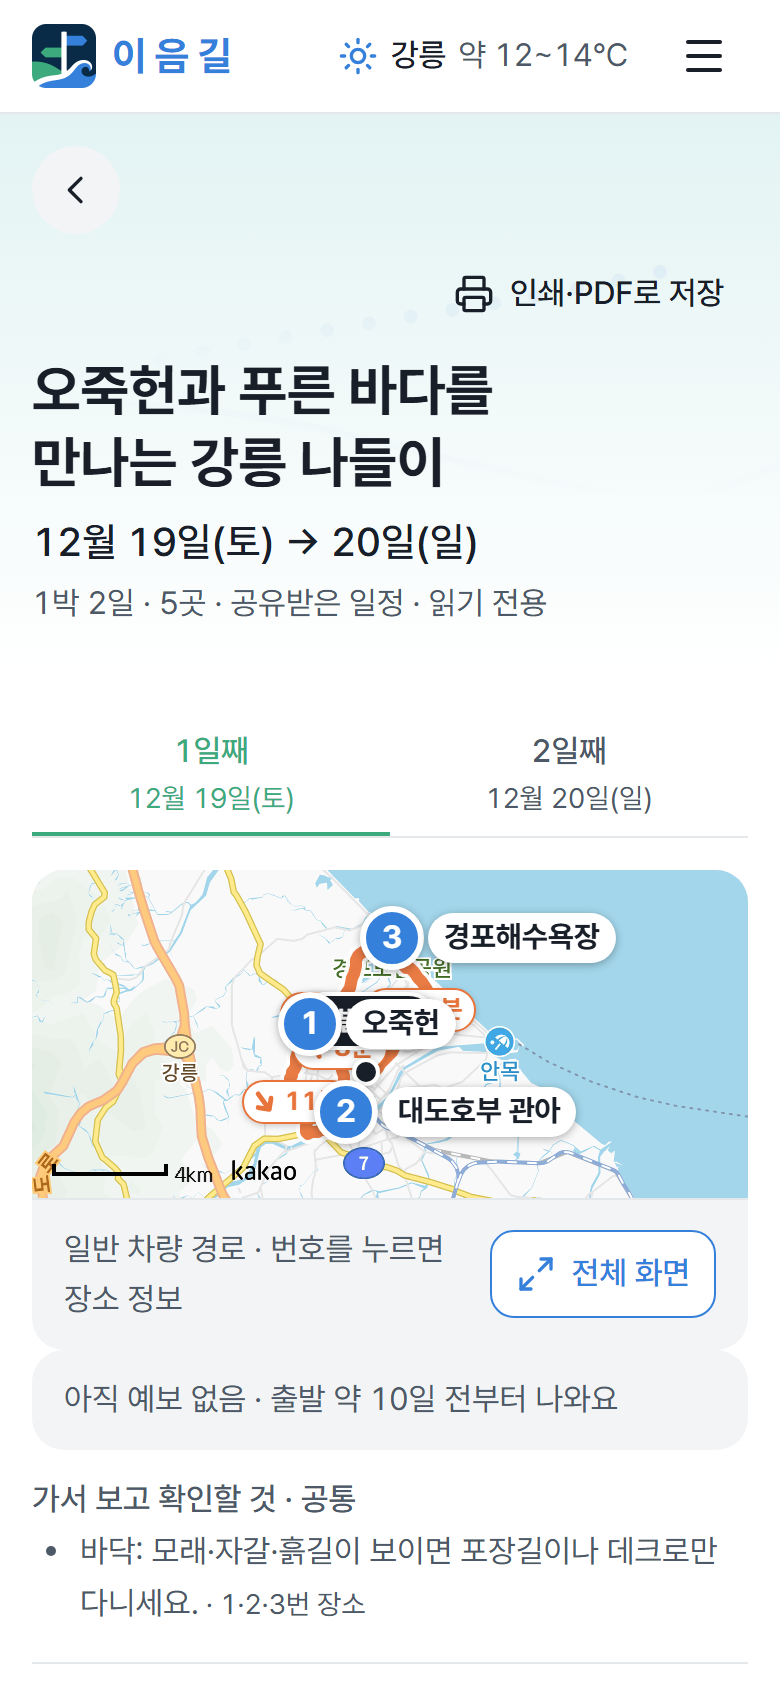 이음길
강릉 약 12~14°C
인쇄·PDF로 저장
오죽헌과 푸른 바다를
만나는 강릉 나들이
12월 19일(토) → 20일(일)
1박 2일 · 5곳 · 공유받은 일정 · 읽기 전용
1일째
12월 19일(토)
2일째
12월 20일(일)
3 경포해수욕장
1 오죽헌
JC
강릉
안목
11
2 대도호부 관아
7
4km kakao
일반 차량 경로 · 번호를 누르면
장소 정보
전체 화면
아직 예보 없음 · 출발 약 10일 전부터 나와요
가서 보고 확인할 것 · 공통
• 바닥: 모래·자갈·흙길이 보이면 포장길이나 데크로만
다니세요. · 1·2·3번 장소